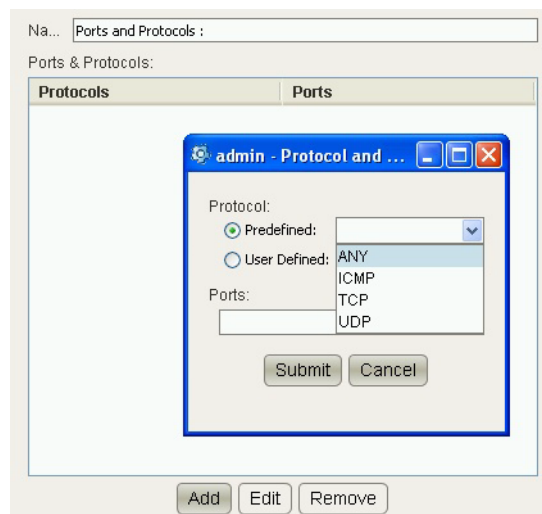 Na... Ports and Protocols :
Ports & Protocols:
Protocols Ports
admin - Protocol and ...
Protocol:
Predefined:
User Defined:
ANY
ICMP
TCP
UDP
Ports:
Submit Cancel
Add Edit Remove